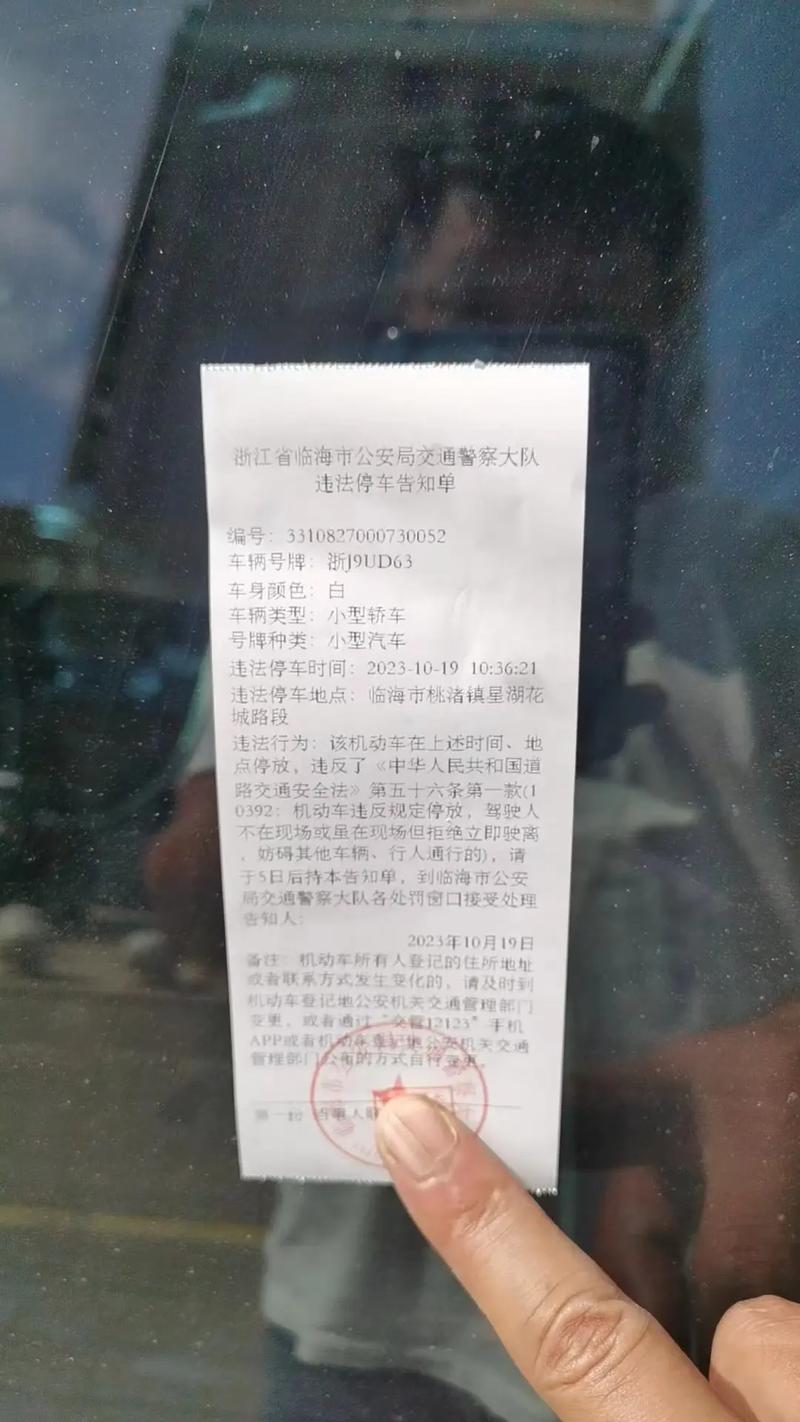 浙江省临海市公安局交通警察大队
违法停车告知单
编号：3310827000730052
车辆号牌：浙J9UD63
车身颜色：白
车辆类型：小型轿车
号牌种类：小型汽车
违法停车时间：2023-10-19 10:36:21
违法停车地点：临海市桃渚镇星湖花
城路段
违法行为：该机动车在上述时间、地
点停放，违反了《中华人民共和国道
路交通安全法》第五十六条第一款(1
0392：机动车违反规定停放，驾驶人
不在现场或虽在现场但拒绝立即驶离
，妨碍其他车辆、行人通行的)，请
于5日后持本告知单，到临海市公安
局交通警察大队各处罚窗口接受处理
告知人：
2023年10月19日
备注：机动车所有人登记的住所地址
或者联系方式发生变化的，请及时到
机动车登记地公安机关交通管理部门
变更，或者通过“交管12123”手机
APP或者机动车登记地公安机关交通
管理部门公布的方式自行变更。
第一份 当事人联